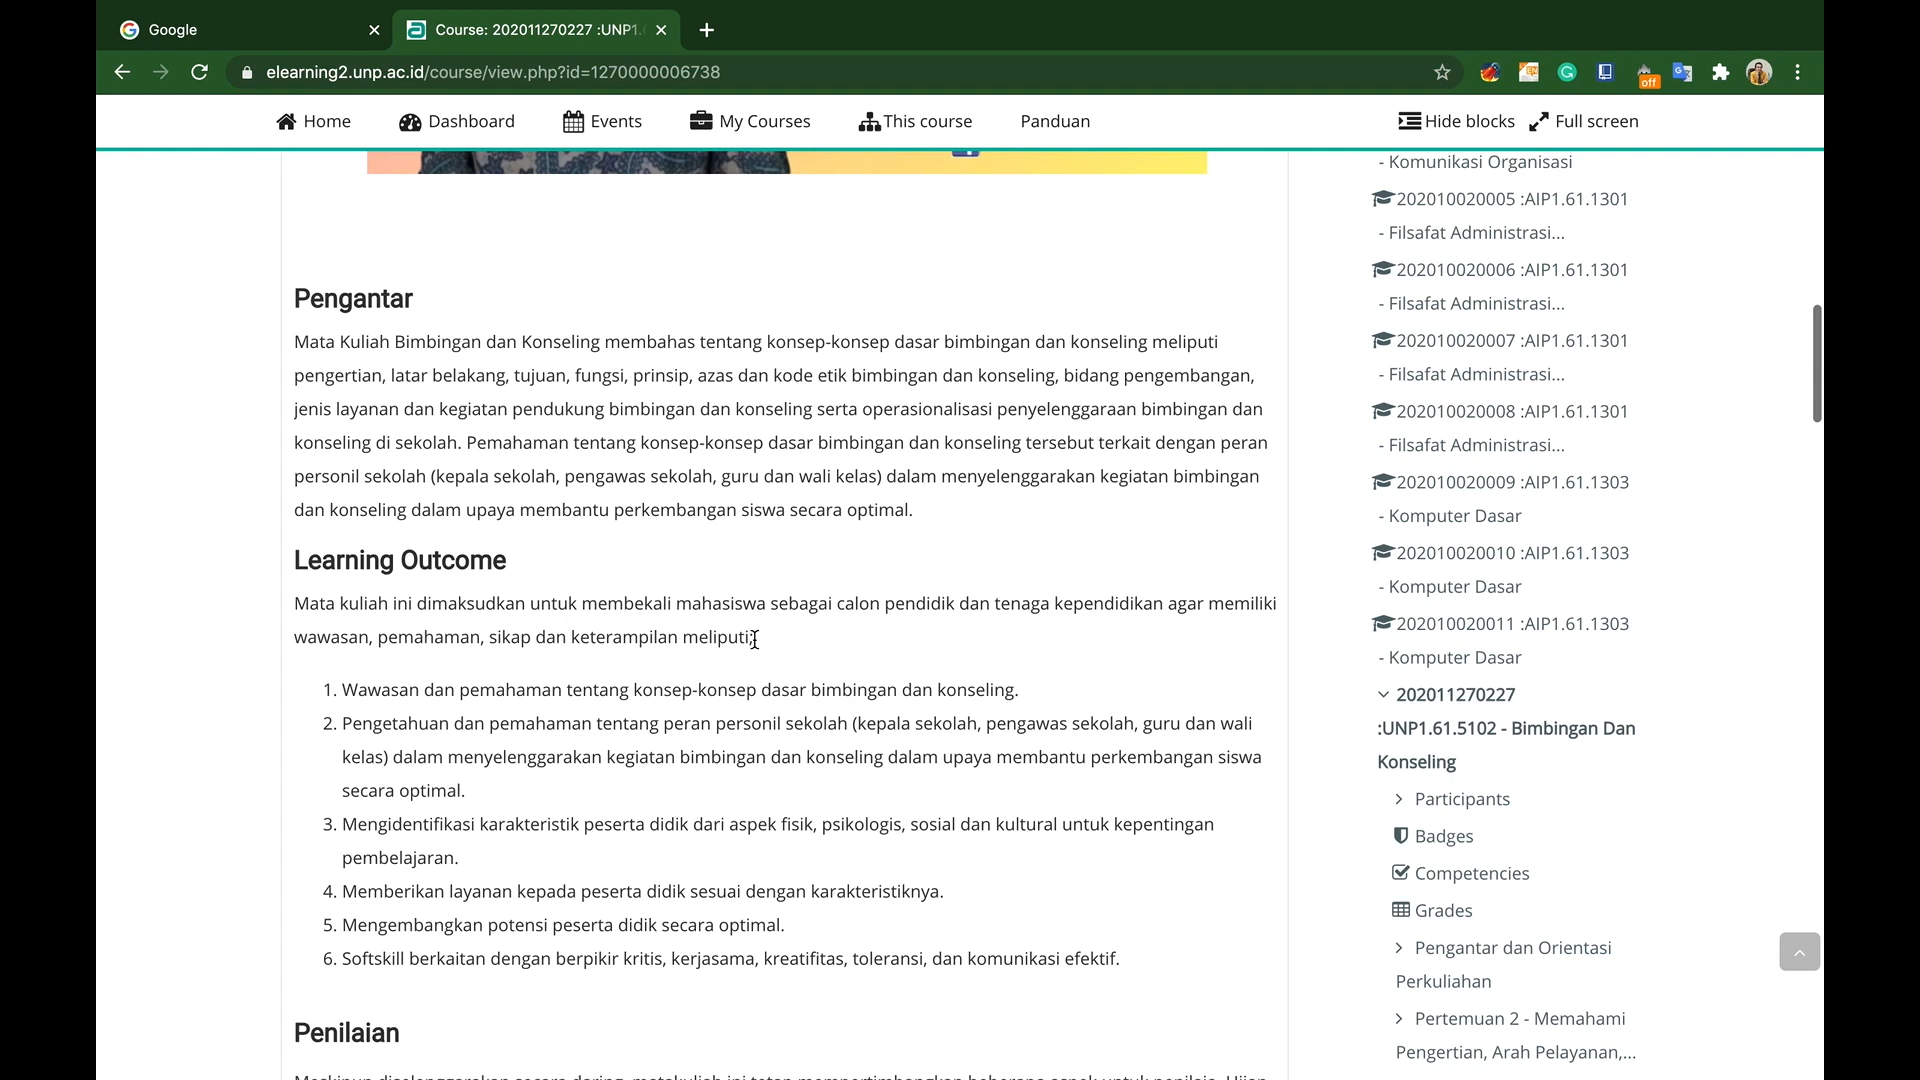 Google
Course: 202011270227 :UNP1.
elearning2.unp.ac.id/course/view.php?id=1270000006738
off
Home
Dashboard
Events
My Courses
This course
Panduan
Hide blocks
Full screen
Pengantar
Mata Kuliah Bimbingan dan Konseling membahas tentang konsep-konsep dasar bimbingan dan konseling meliputi
pengertian, latar belakang, tujuan, fungsi, prinsip, azas dan kode etik bimbingan dan konseling, bidang pengembangan,
jenis layanan dan kegiatan pendukung bimbingan dan konseling serta operasionalisasi penyelenggaraan bimbingan dan
konseling di sekolah. Pemahaman tentang konsep-konsep dasar bimbingan dan konseling tersebut terkait dengan peran
personil sekolah (kepala sekolah, pengawas sekolah, guru dan wali kelas) dalam menyelenggarakan kegiatan bimbingan
dan konseling dalam upaya membantu perkembangan siswa secara optimal.
Learning Outcome
Mata kuliah ini dimaksudkan untuk membekali mahasiswa sebagai calon pendidik dan tenaga kependidikan agar memiliki
wawasan, pemahaman, sikap dan keterampilan meliputi
1. Wawasan dan pemahaman tentang konsep-konsep dasar bimbingan dan konseling.
2. Pengetahuan dan pemahaman tentang peran personil sekolah (kepala sekolah, pengawas sekolah, guru dan wali
kelas) dalam menyelenggarakan kegiatan bimbingan dan konseling dalam upaya membantu perkembangan siswa
secara optimal.
3. Mengidentifikasi karakteristik peserta didik dari aspek fisik, psikologis, sosial dan kultural untuk kepentingan
pembelajaran.
4. Memberikan layanan kepada peserta didik sesuai dengan karakteristiknya.
5. Mengembangkan potensi peserta didik secara optimal.
6. Softskill berkaitan dengan berpikir kritis, kerjasama, kreatifitas, toleransi, dan komunikasi efektif.
Penilaian
- Komunikasi Organisasi
202010020005 :AIP1.61.1301
- Filsafat Administrasi...
202010020006 :AIP1.61.1301
- Filsafat Administrasi...
202010020007 :AIP1.61.1301
- Filsafat Administrasi...
202010020008 :AIP1.61.1301
- Filsafat Administrasi...
202010020009 :AIP1.61.1303
- Komputer Dasar
202010020010 :AIP1.61.1303
- Komputer Dasar
202010020011 :AIP1.61.1303
- Komputer Dasar
202011270227
:UNP1.61.5102 - Bimbingan Dan
Konseling
Participants
Badges
Competencies
Grades
Pengantar dan Orientasi
Perkuliahan
Pertemuan 2 - Memahami
Pengertian, Arah Pelayanan,...